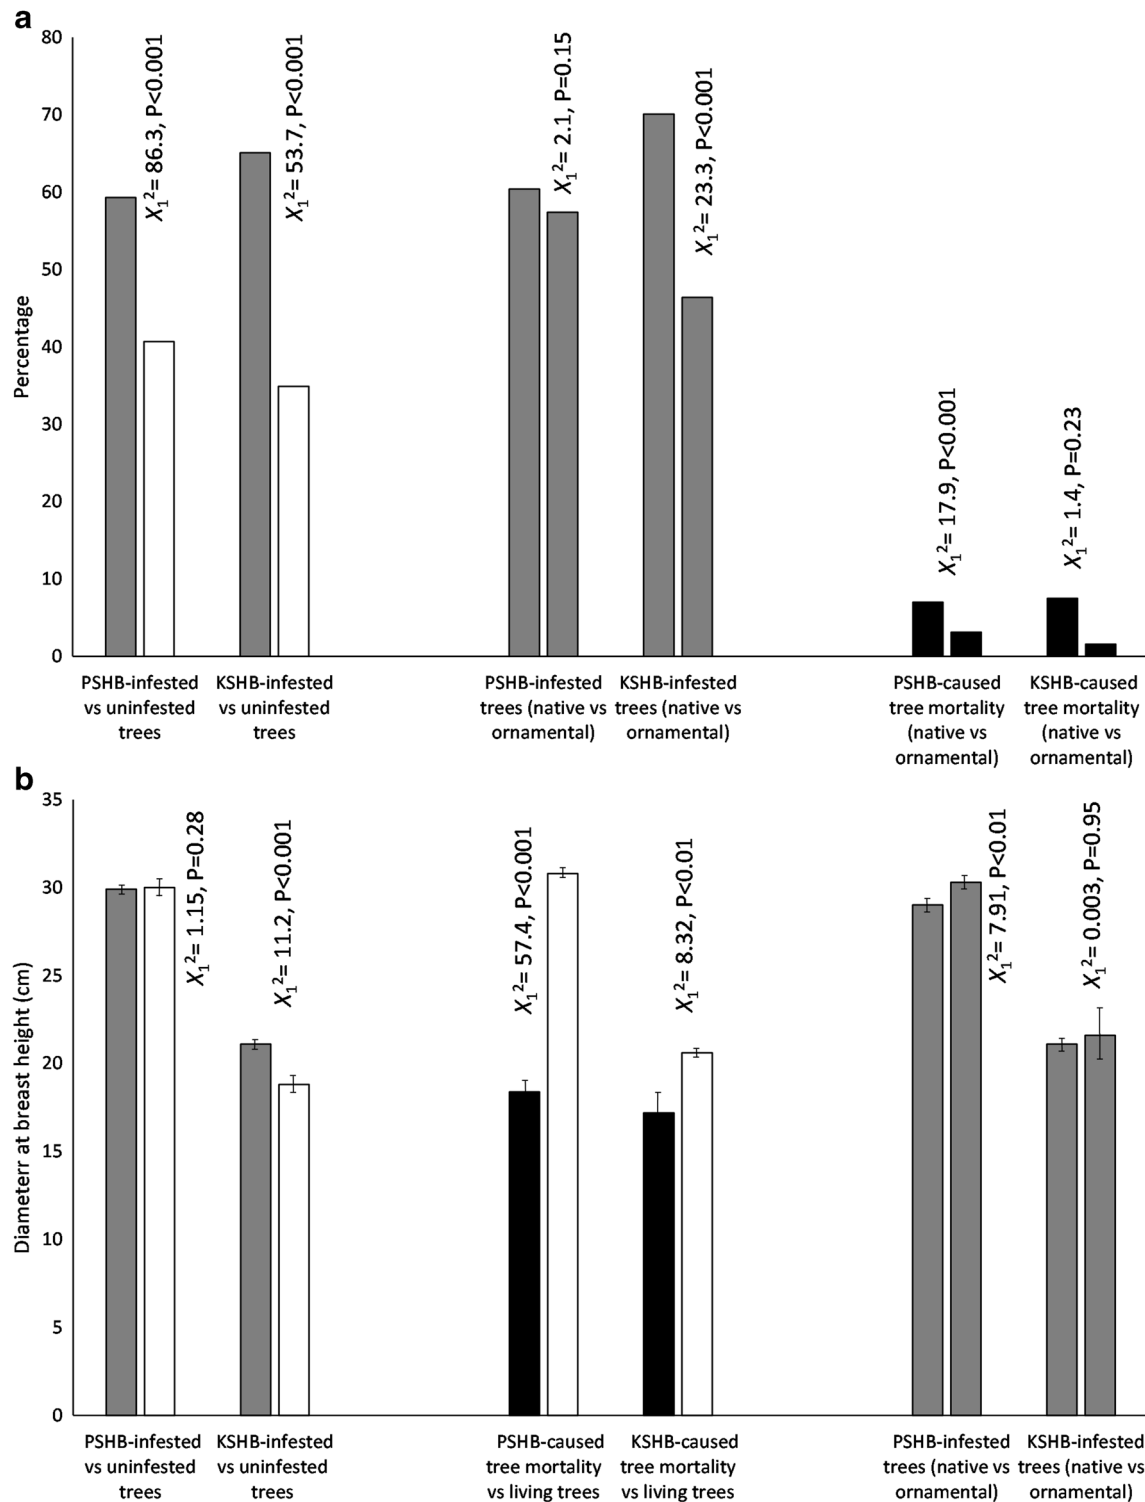 a
80
70
60
50
40
30
20
10
0
Percentage
X₁²= 86.3, P<0.001
X₁²= 53.7, P<0.001
X₁²= 2.1, P=0.15
X₁²= 23.3, P<0.001
X₁²= 17.9, P<0.001
X₁²= 1.4, P=0.23
PSHB-infested
vs uninfested
trees
KSHB-infested
vs uninfested
trees
PSHB-infested
trees (native vs
ornamental)
KSHB-infested
trees (native vs
ornamental)
PSHB-caused
tree mortality
(native vs
ornamental)
KSHB-caused
tree mortality
(native vs
ornamental)
b
35
30
25
20
15
10
5
0
Diameterr at breast height (cm)
X₁²= 1.15, P=0.28
X₁²= 11.2, P<0.001
X₁²= 57.4, P<0.001
X₁²= 8.32, P<0.01
X₁²= 7.91, P<0.01
X₁²= 0.003, P=0.95
PSHB-infested
vs uninfested
trees
KSHB-infested
vs uninfested
trees
PSHB-caused
tree mortality
vs living trees
KSHB-caused
tree mortality
vs living trees
PSHB-infested
trees (native vs
ornamental)
KSHB-infested
trees (native vs
ornamental)